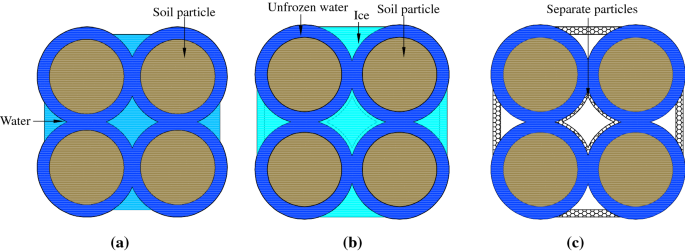 Soil particle
Water
(a)
Unfrozen water
Ice
Soil particle
(b)
Separate particles
(c)